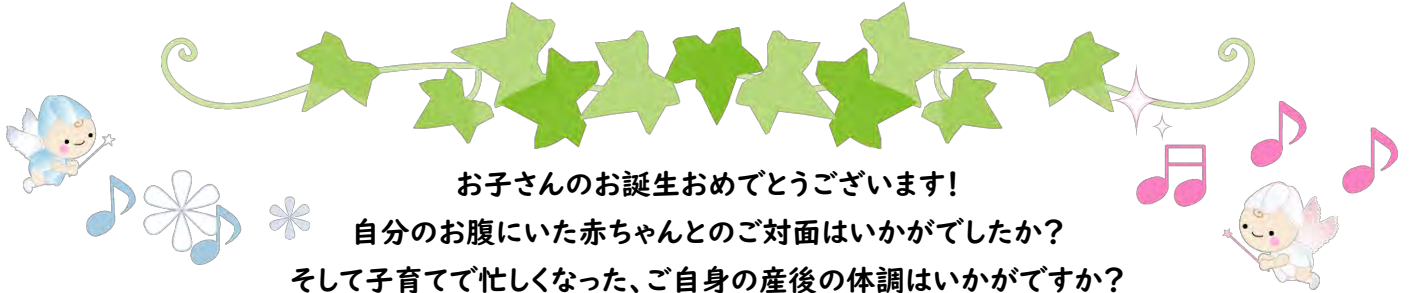 お子さんのお誕生おめでとうございます！
自分のお腹にいた赤ちゃんとのご対面はいかがでしたか？
そして子育てで忙しくなった、ご自身の産後の体調はいかがですか？